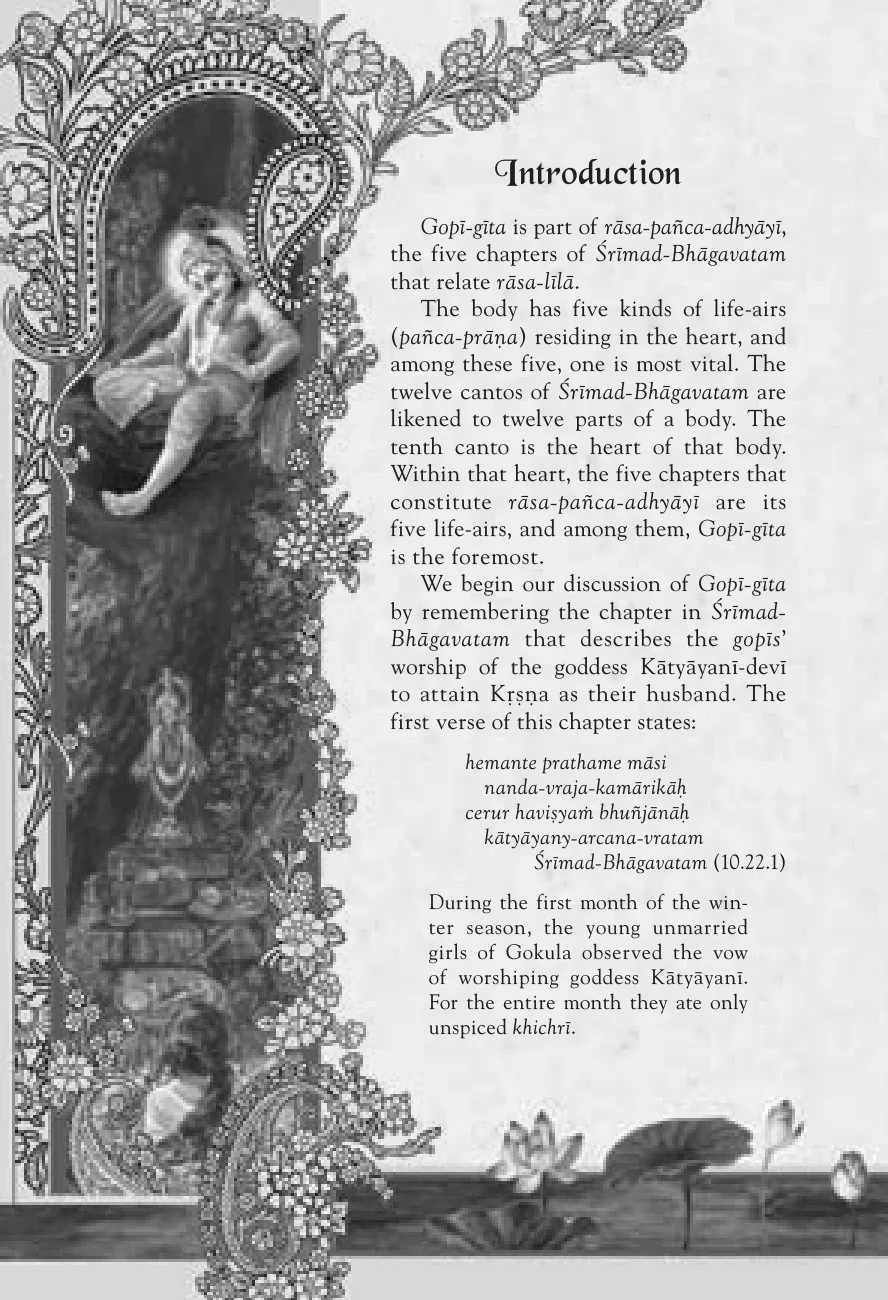 Introduction
Gopī-gīta is part of rāsa-pañca-adhyāyī,
the five chapters of Śrīmad-Bhāgavatam
that relate rāsa-līlā.
The body has five kinds of life-airs
(pañca-prāṇa) residing in the heart, and
among these five, one is most vital. The
twelve cantos of Śrīmad-Bhāgavatam are
likened to twelve parts of a body. The
tenth canto is the heart of that body.
Within that heart, the five chapters that
constitute rāsa-pañca-adhyāyī are its
five life-airs, and among them, Gopī-gīta
is the foremost.
We begin our discussion of Gopī-gīta
by remembering the chapter in Śrīmad-
Bhāgavatam that describes the gopīs’
worship of the goddess Kātyāyanī-devī
to attain Kṛṣṇa as their husband. The
first verse of this chapter states:
hemante prathame māsi
nanda-vraja-kamārikāḥ
cerur haviṣyaṁ bhuñjānāḥ
kātyāyany-arcana-vratam
Śrīmad-Bhāgavatam (10.22.1)
During the first month of the win-
ter season, the young unmarried
girls of Gokula observed the vow
of worshiping goddess Kātyāyanī.
For the entire month they ate only
unspiced khichrī.